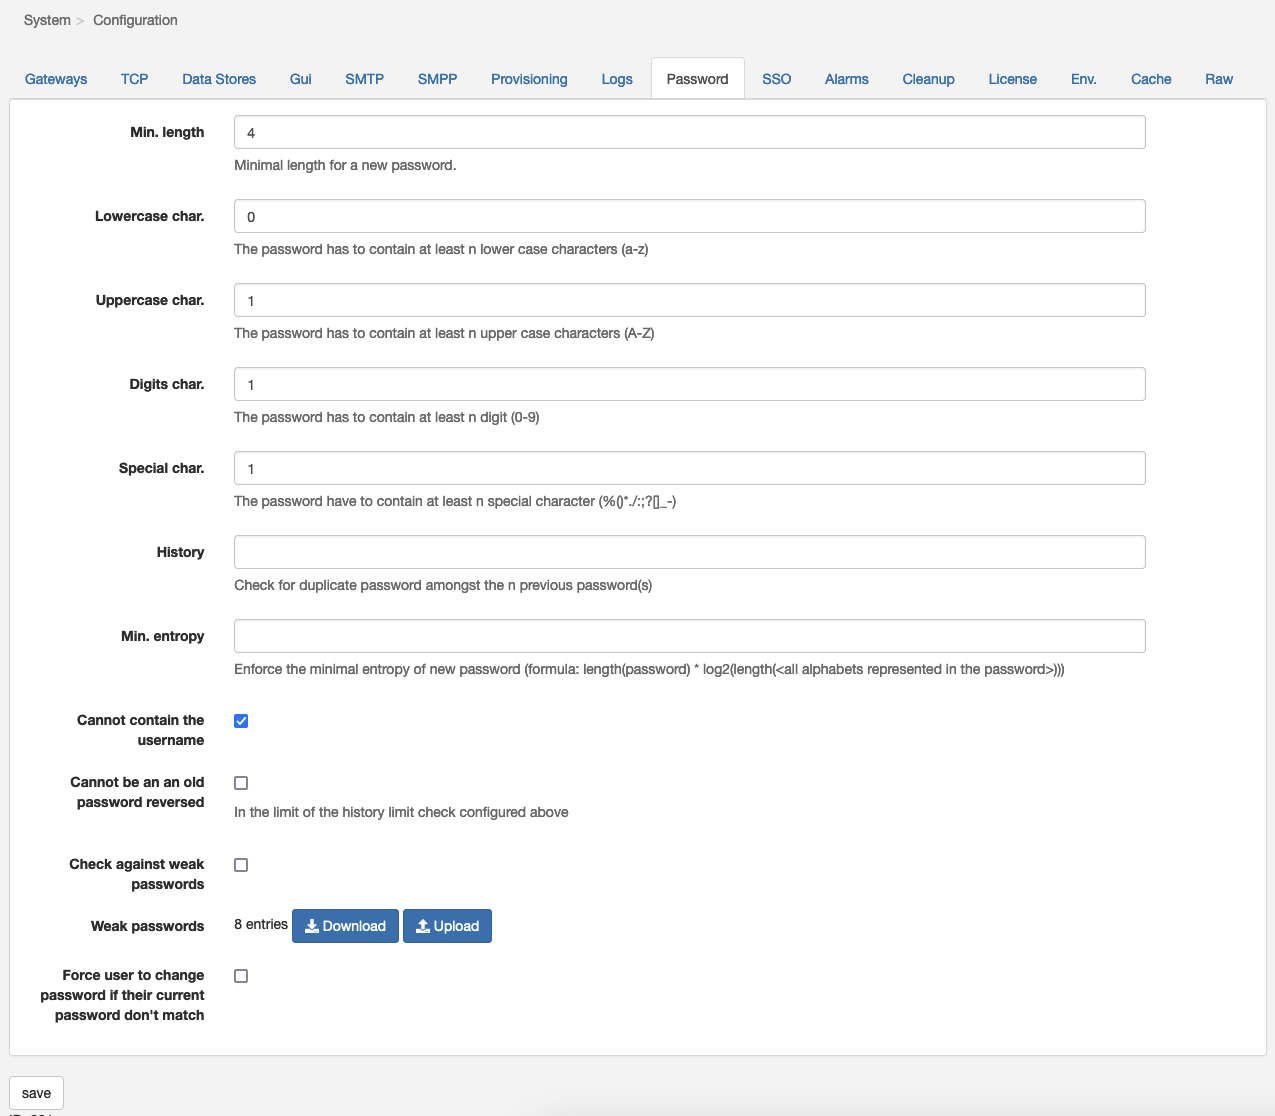 System > Configuration
Gateways TCP Data Stores Gui SMTP SMPP Provisioning Logs Password SSO Alarms Cleanup License Env. Cache Raw
Min. length 4
Minimal length for a new password.
Lowercase char. 0
The password has to contain at least n lower case characters (a-z)
Uppercase char. 1
The password has to contain at least n upper case characters (A-Z)
Digits char. 1
The password has to contain at least n digit (0-9)
Special char. 1
The password have to contain at least n special character (%()*./:;?[]_-)
History
Check for duplicate password amongst the n previous password(s)
Min. entropy
Enforce the minimal entropy of new password (formula: length(password) * log2(length(<all alphabets represented in the password>)))
Cannot contain the
username
Cannot be an an old
password reversed
In the limit of the history limit check configured above
Check against weak
passwords
Weak passwords 8 entries Download Upload
Force user to change
password if their current
password don't match
save